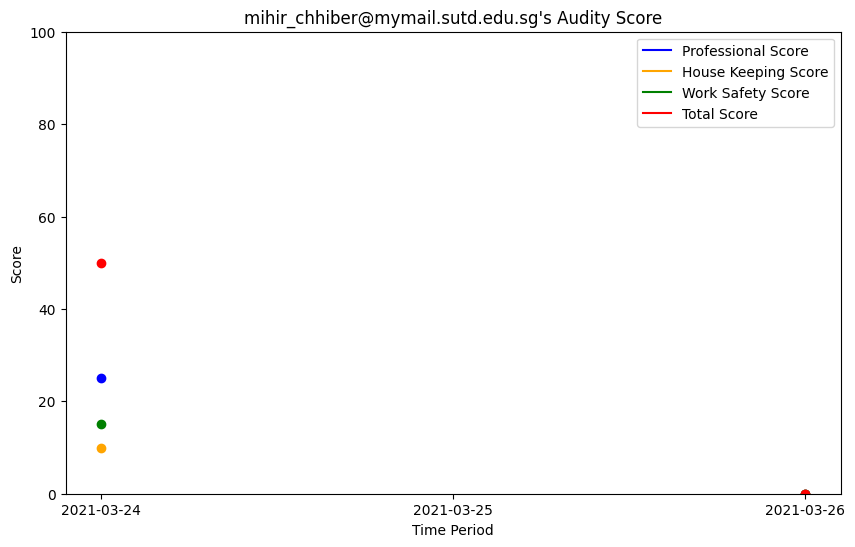 mihir_chhiber@mymail.sutd.edu.sg's Audity Score
100
80
60
40
20
0
Score
Professional Score
House Keeping Score
Work Safety Score
Total Score
2021-03-24
2021-03-25
2021-03-26
Time Period